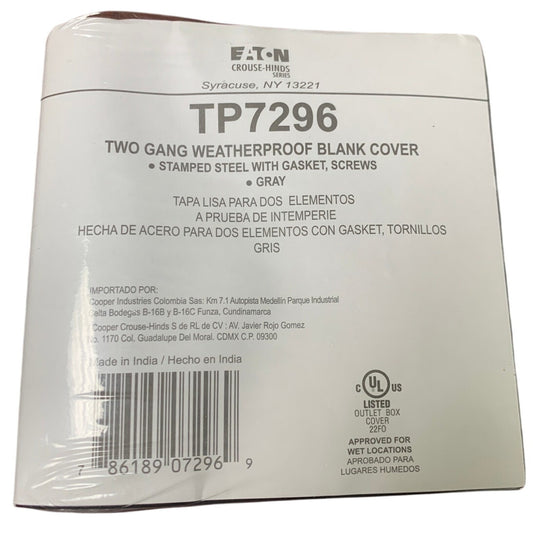 EATON
CROUSE-HINDS
SERIES
Syracuse, NY 13221
TP7296
TWO GANG WEATHERPROOF BLANK COVER
• STAMPED STEEL WITH GASKET, SCREWS
• GRAY
TAPA LISA PARA DOS ELEMENTOS
A PRUEBA DE INTEMPERIE
HECHA DE ACERO PARA DOS ELEMENTOS CON GASKET, TORNILLOS
GRIS
IMPORTADO POR:
Cooper Industries Colombia Sas: Km 7.1 Autopista Medellin Parque Industrial
Celta Bodegas B-16B y B-16C Funza, Cundinamarca
Cooper Crouse-Hinds S de RL de CV : AV. Javier Rojo Gomez
No. 1170 Col. Guadalupe Del Moral. CDMX C.P. 09300
Made in India / Hecho en India
7 86189 07296 9
C UL US
LISTED
OUTLET BOX
COVER
22FO
APPROVED FOR
WET LOCATIONS
APROBADO PARA
LUGARES HUMEDOS